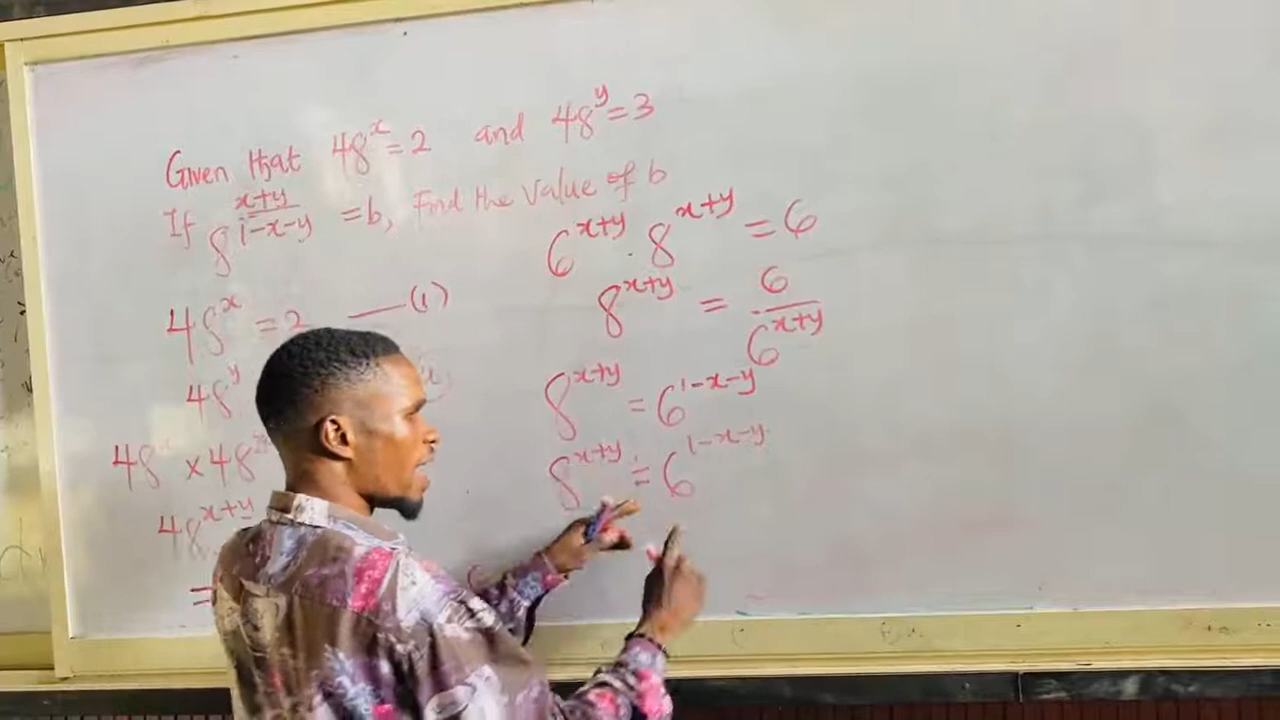 Given that 48^x = 2 and 48^y = 3
If 8^((x+y)/(1-x-y)) = b, Find the value of b
48^x = 2 —— (1)
48^y
48 × 48
48^(x+y)
=
6^(x+y) · 8^(x+y) = 6
8^(x+y) = 6/6^(x+y)
8^(x+y) = 6^(1-x-y)
8^(x+y) = 6^(1-x-y)